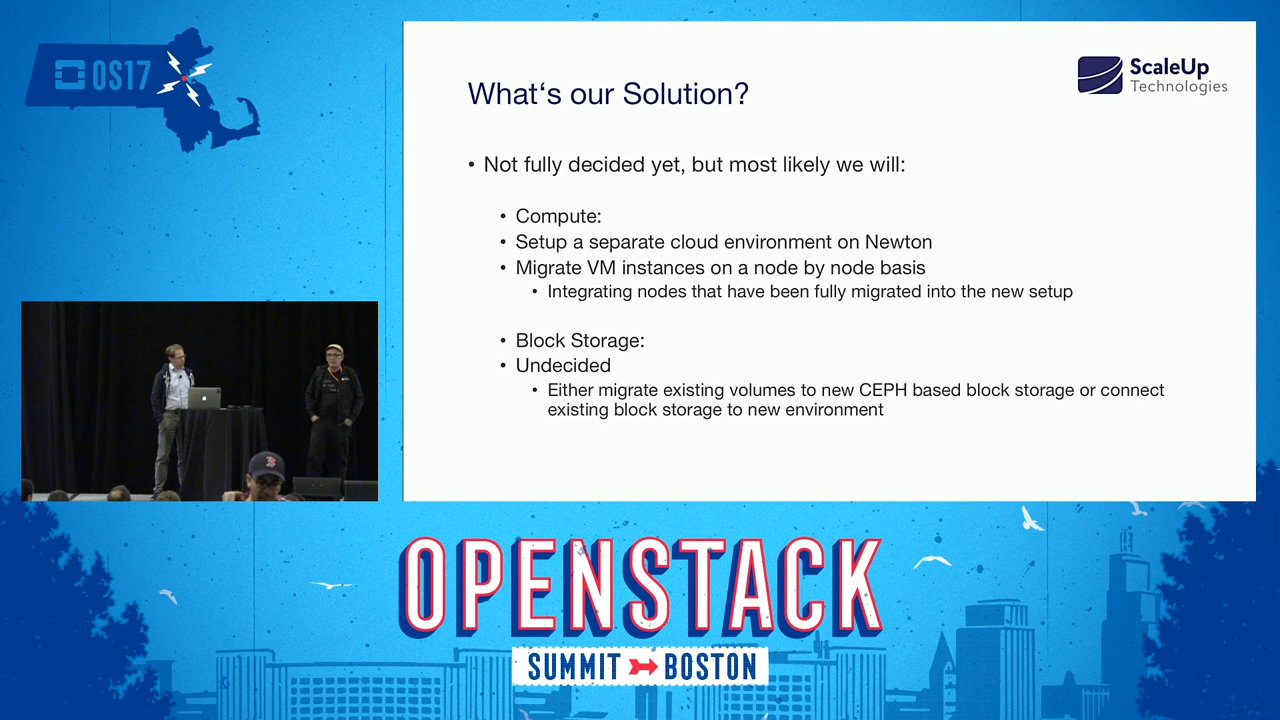 OS17
ScaleUp
Technologies
What‘s our Solution?
• Not fully decided yet, but most likely we will:
• Compute:
• Setup a separate cloud environment on Newton
• Migrate VM instances on a node by node basis
• Integrating nodes that have been fully migrated into the new setup
• Block Storage:
• Undecided
• Either migrate existing volumes to new CEPH based block storage or connect
existing block storage to new environment
OPENSTACK
SUMMIT BOSTON